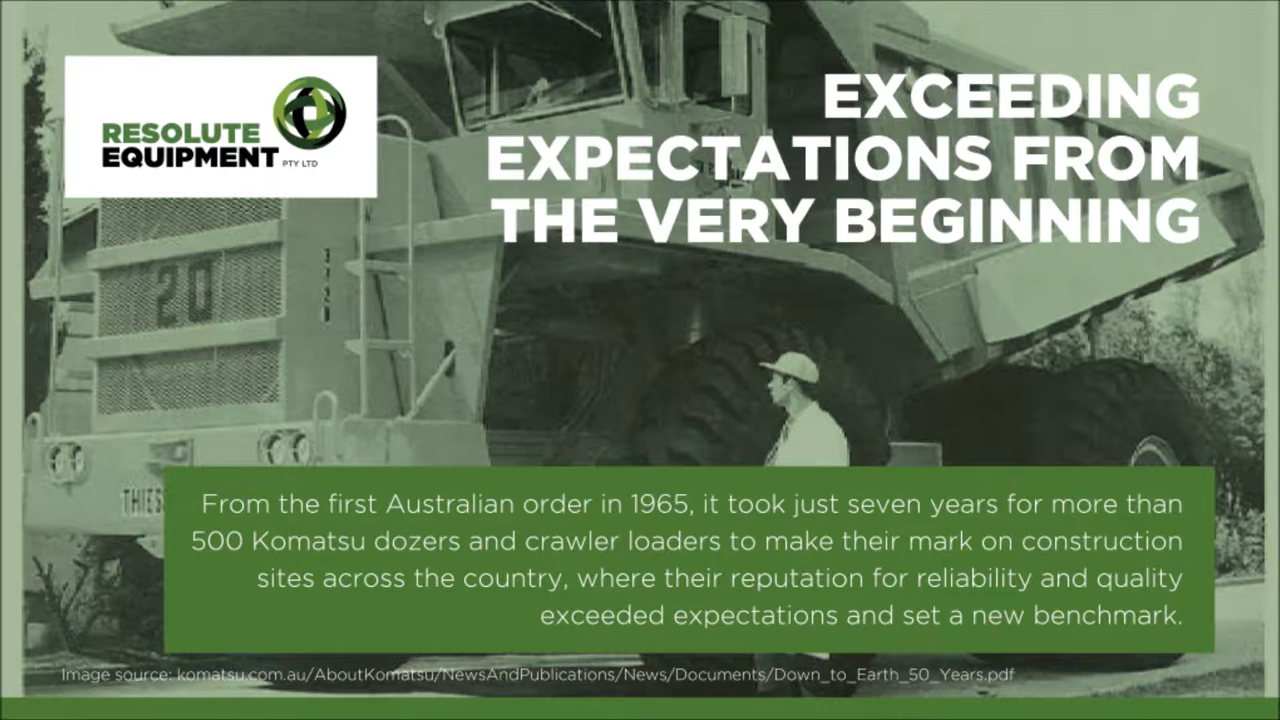 RESOLUTE
EQUIPMENT PTY LTD
EXCEEDING
EXPECTATIONS FROM
THE VERY BEGINNING
20
THIES
From the first Australian order in 1965, it took just seven years for more than
500 Komatsu dozers and crawler loaders to make their mark on construction
sites across the country, where their reputation for reliability and quality
exceeded expectations and set a new benchmark.
Image source: komatsu.com.au/AboutKomatsu/NewsAndPublications/News/Documents/Down_to_Earth_50_Years.pdf